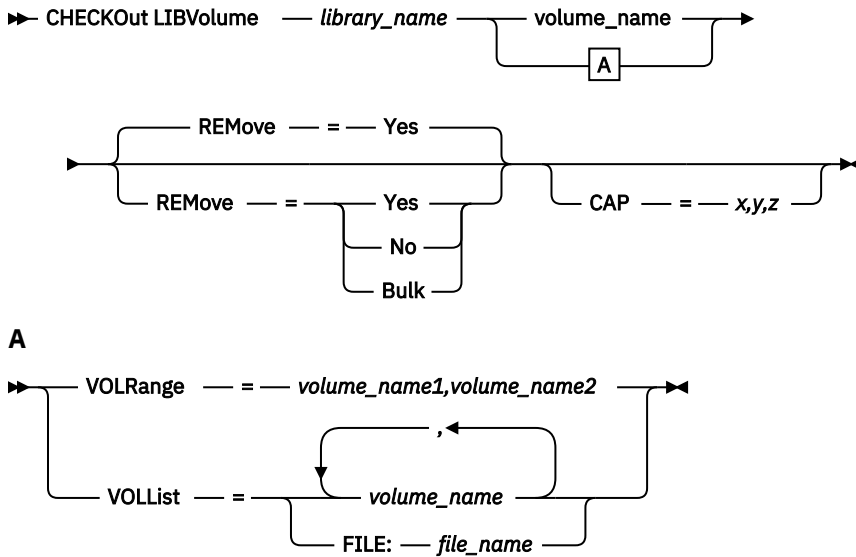 CHECKOut LIBVolume library_name volume_name
A
REMove = Yes
REMove = Yes CAP = x,y,z
No
Bulk
A
VOLRange = volume_name1,volume_name2
,
VOLList = volume_name
FILE: file_name